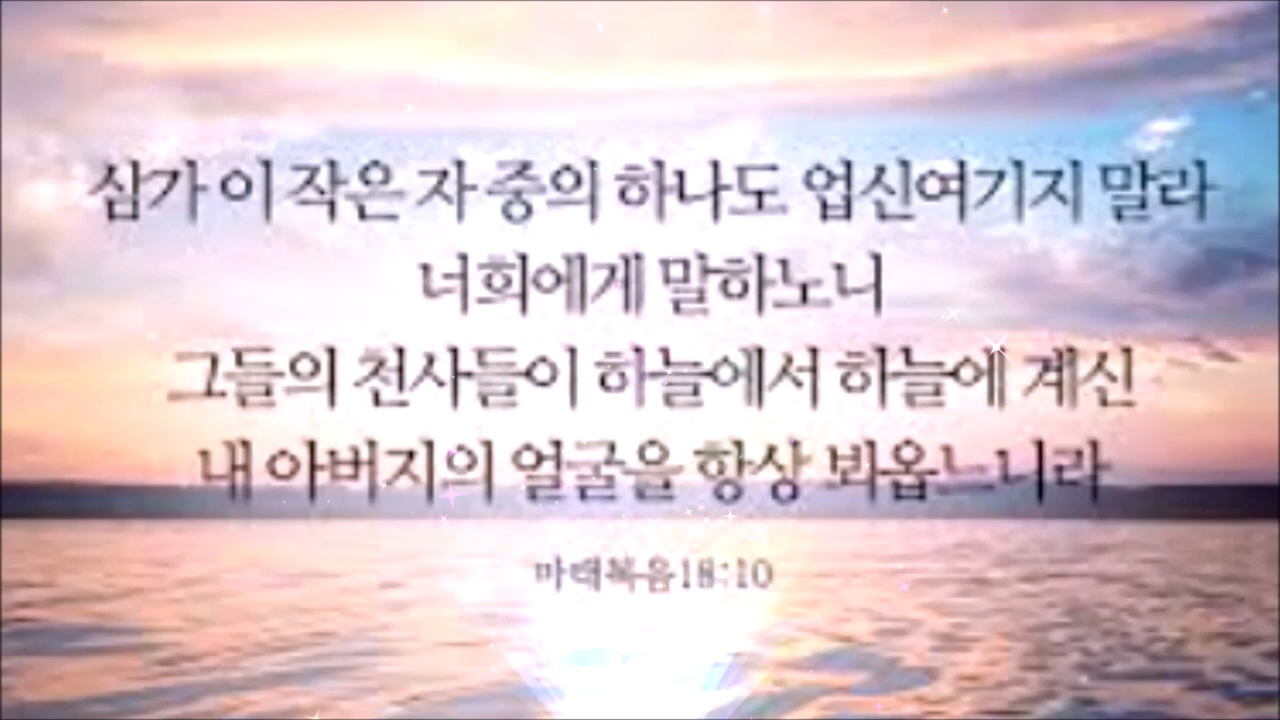 삼가 이 작은 자 중의 하나도 업신여기지 말라
너희에게 말하노니
그들의 천사들이 하늘에서 하늘에 계신
내 아버지의 얼굴을 항상 뵈옵느니라
마태복음18:10